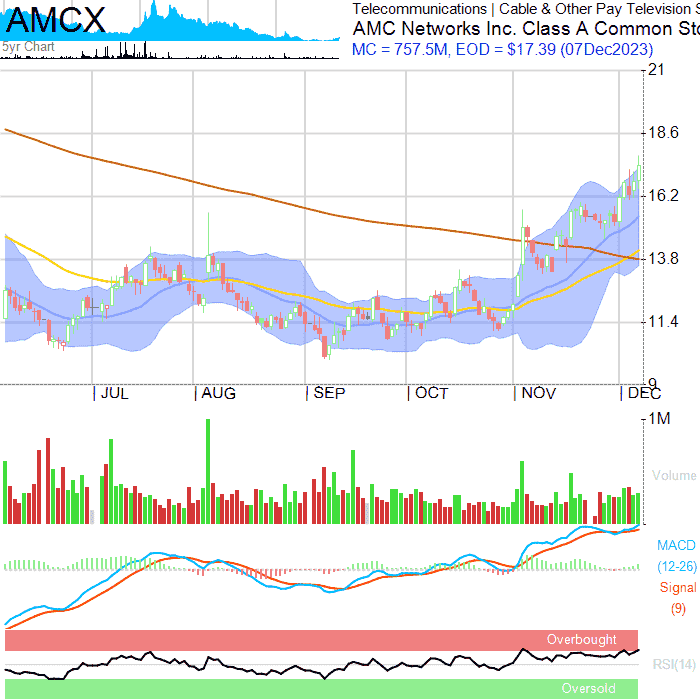 AMCX
5yr Chart
Telecommunications | Cable & Other Pay Television S
AMC Networks Inc. Class A Common Sto
MC = 757.5M, EOD = $17.39 (07Dec2023)
21
18.6
16.2
13.8
11.4
9
JUL AUG SEP OCT NOV DEC
1M
Volume
MACD
(12-26)
Signal
(9)
Overbought
RSI(14)
Oversold